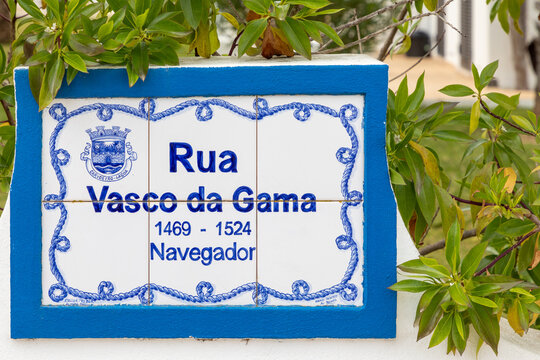 Rua
Vasco da Gama
1469 - 1524
Navegador